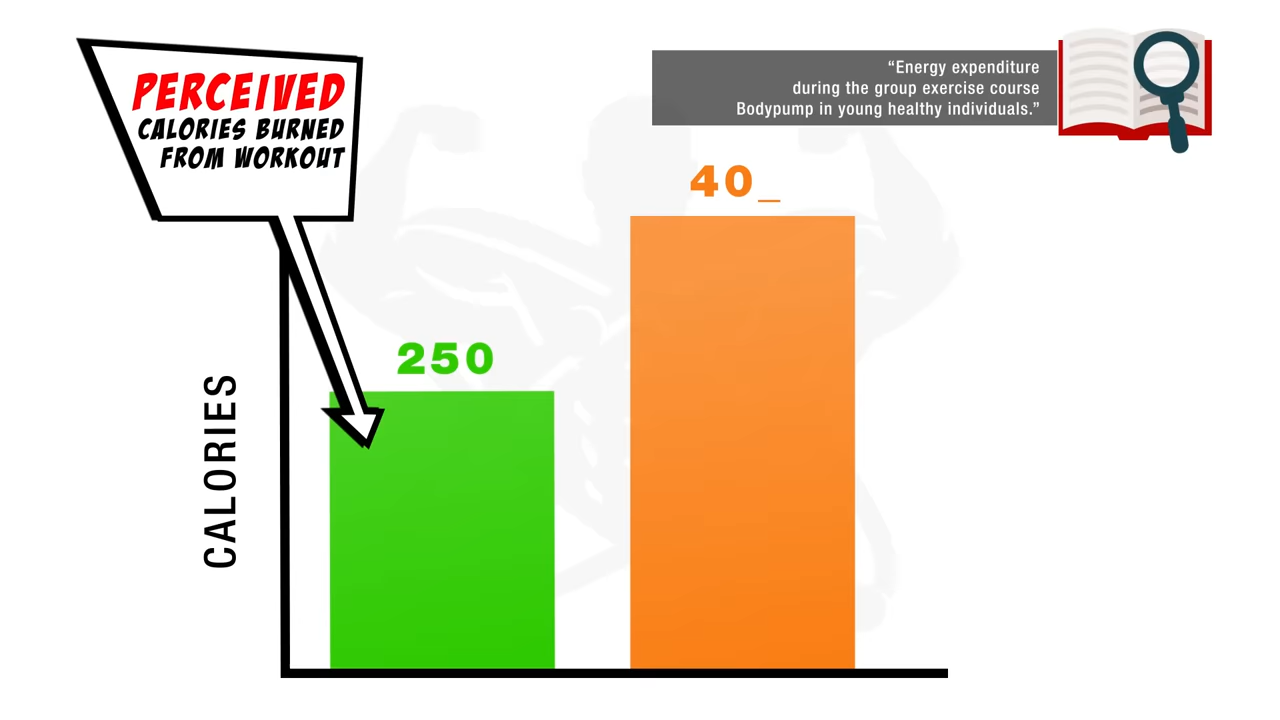 PERCEIVED
CALORIES BURNED
FROM WORKOUT
“Energy expenditure
during the group exercise course
Bodypump in young healthy individuals.”
40_
250
CALORIES